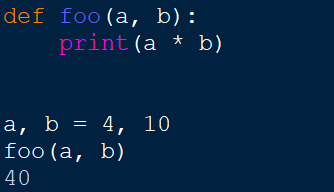 def foo(a, b):
    print(a * b)
a, b = 4, 10
foo(a, b)
40